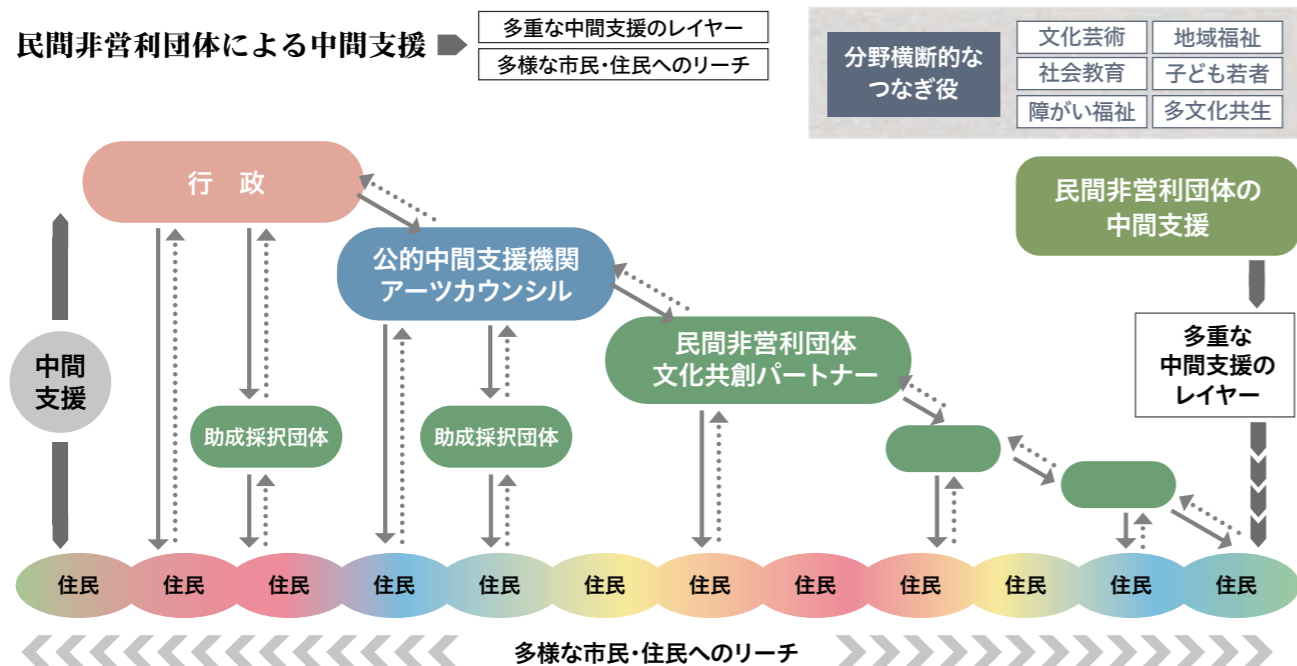 民間非営利団体による中間支援
多重な中間支援のレイヤー
多様な市民・住民へのリーチ
分野横断的な
つなぎ役
文化芸術
地域福祉
社会教育
子ども若者
障がい福祉
多文化共生
行 政
民間非営利団体の
中間支援
公的中間支援機関
アーツカウンシル
民間非営利団体
文化共創パートナー
多重な
中間支援の
レイヤー
中間
支援
助成採択団体
助成採択団体
住民
住民
住民
住民
住民
住民
住民
住民
住民
住民
住民
住民
多様な市民・住民へのリーチ